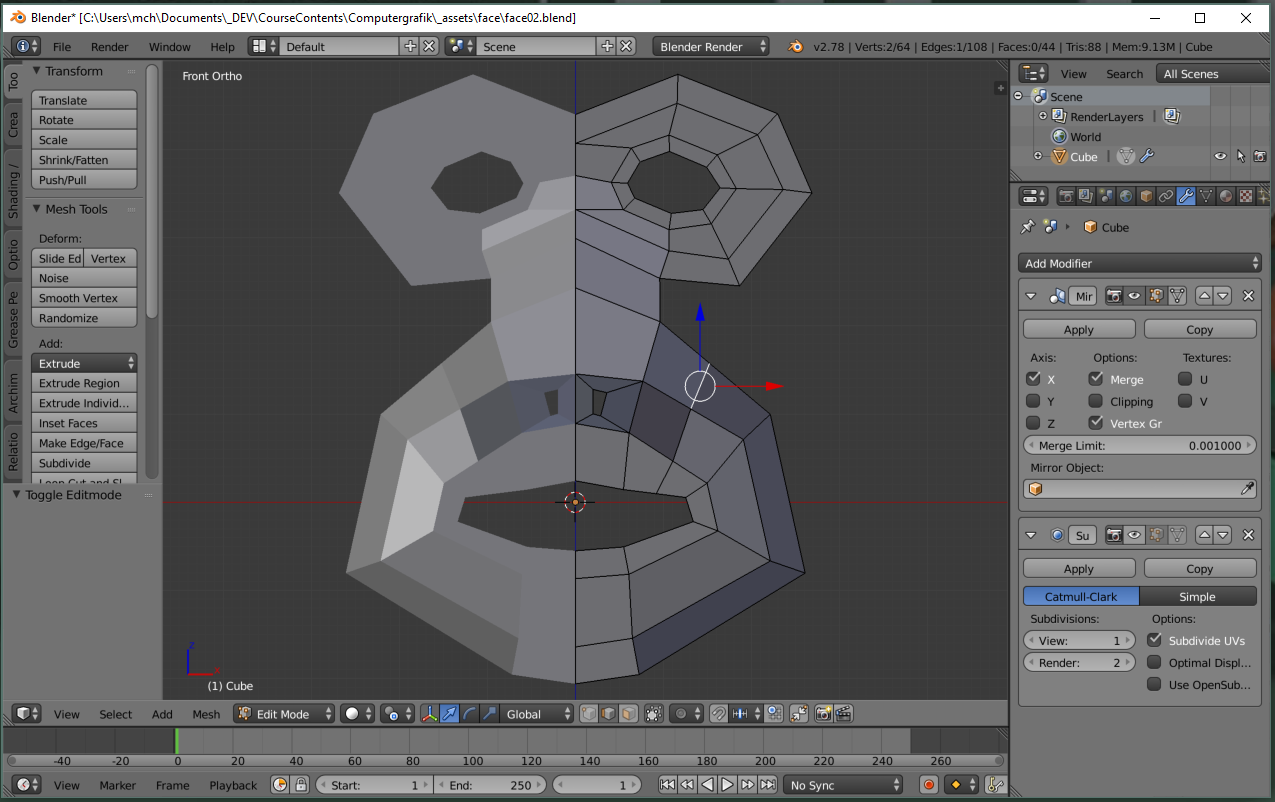 Blender* [C:\Users\mch\Documents\_DEV\CourseContents\Computergrafik\_assets\face\face02.blend]
File Render Window Help Default Scene Blender Render v2.78 | Verts:2/64 | Edges:1/108 | Faces:0/44 | Tris:88 | Mem:9.13M | Cube
Too
Crea
Shading /
Optio
Grease Pe
Archim
Relatio
Transform
Translate
Rotate
Scale
Shrink/Fatten
Push/Pull
Mesh Tools
Deform:
Slide Ed Vertex
Noise
Smooth Vertex
Randomize
Add:
Extrude
Extrude Region
Extrude Individ...
Inset Faces
Make Edge/Face
Subdivide
Toggle Editmode
Front Ortho
z
x
(1) Cube
View Select Add Mesh Edit Mode Global
View Search All Scenes
Scene
RenderLayers
World
Cube
Cube
Add Modifier
Mir
Apply Copy
Axis: Options: Textures:
X Merge U
Y Clipping V
Z Vertex Gr
Merge Limit: 0.001000
Mirror Object:
Su
Apply Copy
Catmull-Clark Simple
Subdivisions: Options:
View: 1 Subdivide UVs
Render: 2 Optimal Displ...
Use OpenSub...
-40 -20 0 20 40 60 80 100 120 140 160 180 200 220 240 260
View Marker Frame Playback Start: 1 End: 250 1 No Sync